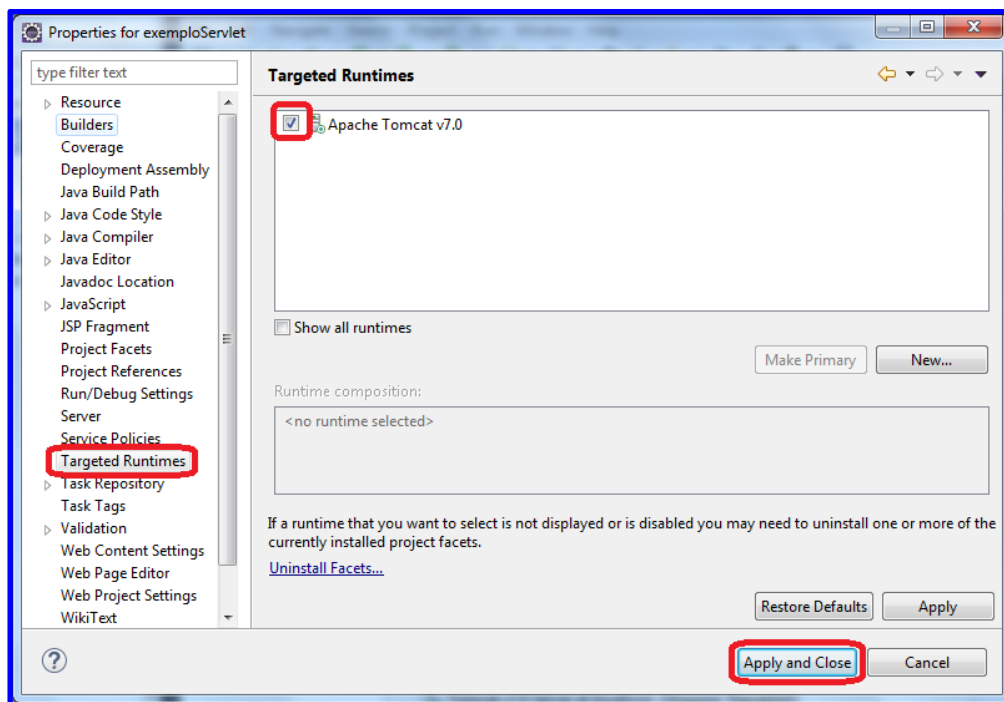 Properties for exemploServlet
type filter text
Resource
Builders
Coverage
Deployment Assembly
Java Build Path
Java Code Style
Java Compiler
Java Editor
Javadoc Location
JavaScript
JSP Fragment
Project Facets
Project References
Run/Debug Settings
Server
Service Policies
Targeted Runtimes
Task Repository
Task Tags
Validation
Web Content Settings
Web Page Editor
Web Project Settings
WikiText
Targeted Runtimes
Apache Tomcat v7.0
Show all runtimes
Make Primary
New...
Runtime composition:
<no runtime selected>
If a runtime that you want to select is not displayed or is disabled you may need to uninstall one or more of the
currently installed project facets.
Uninstall Facets...
Restore Defaults
Apply
Apply and Close
Cancel